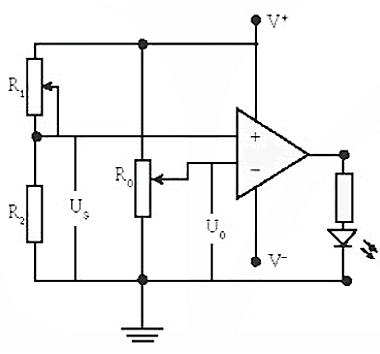 V⁺
R₁
+
R₀
−
R₂
Uₛ
U₀
V⁻